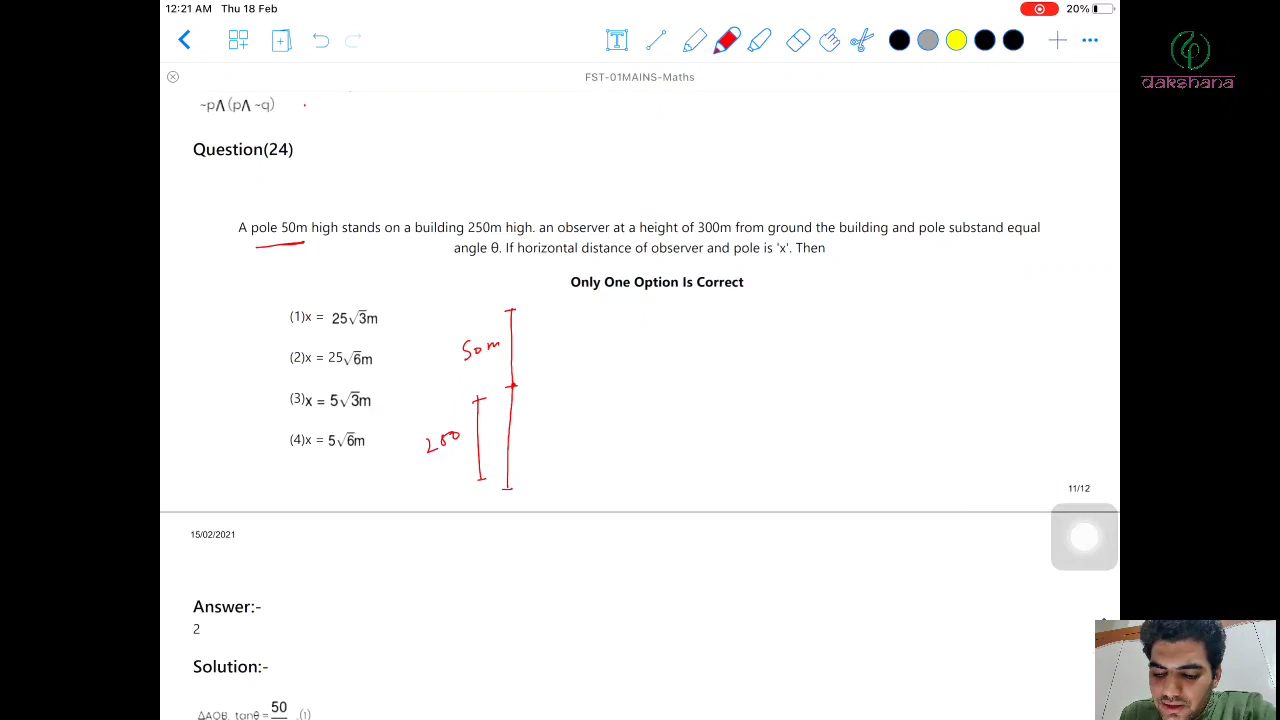 12:21 AM Thu 18 Feb
20%
FST-01MAINS-Maths
dakshana
~p∧(p∧ ~q)
Question(24)
A pole 50m high stands on a building 250m high. an observer at a height of 300m from ground the building and pole substand equal
angle θ. If horizontal distance of observer and pole is 'x'. Then
Only One Option Is Correct
(1)x = 25√3m
(2)x = 25√6m
(3)x = 5√3m
(4)x = 5√6m
50 m
250
11/12
15/02/2021
Answer:-
2
Solution:-
ΔAOB, tanθ = 50 ...(1)